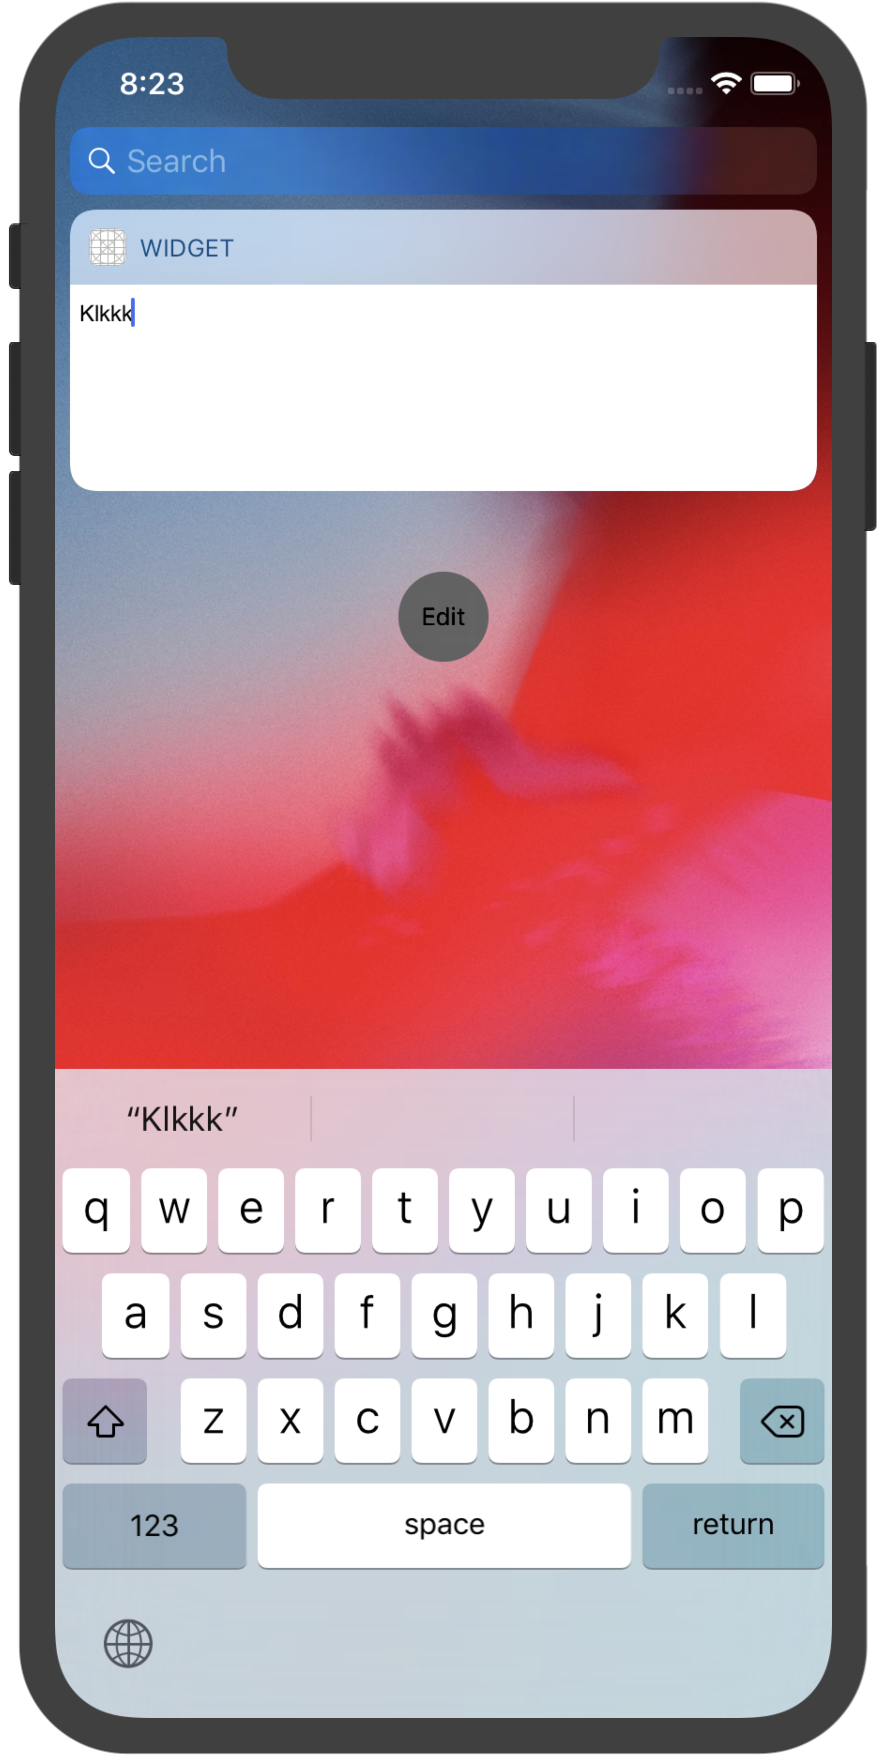 8:23
Search
WIDGET
Klkkk
Edit
“Klkkk”
q w e r t y u i o p
a s d f g h j k l
z x c v b n m
123 space return